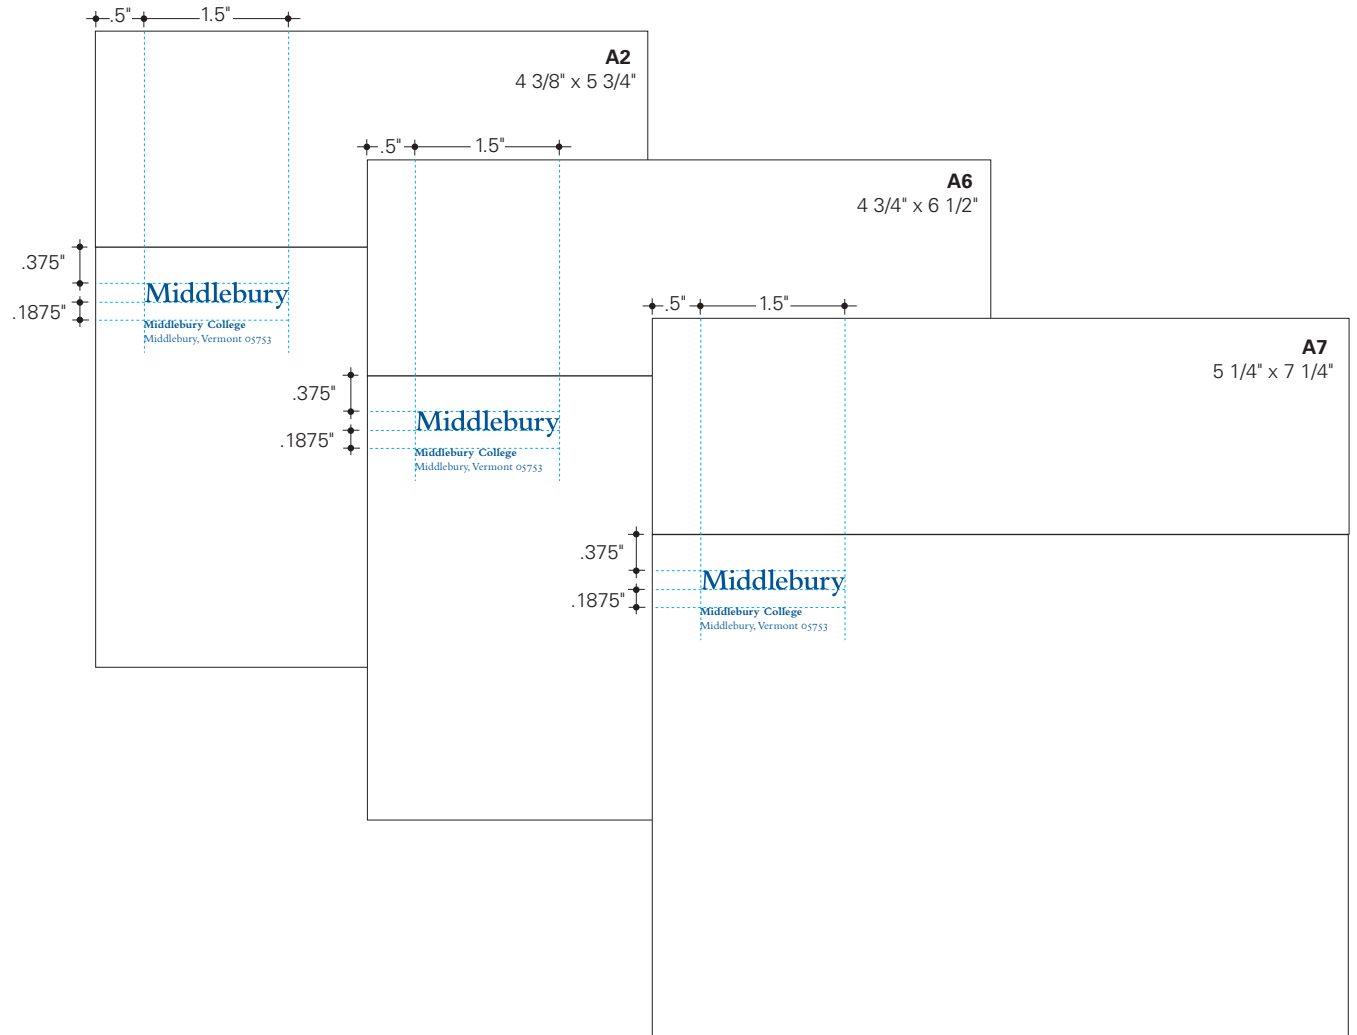 .5" 1.5"
A2
4 3/8" x 5 3/4"
.375"
.1875"
Middlebury
Middlebury College
Middlebury, Vermont 05753
.5" 1.5"
A6
4 3/4" x 6 1/2"
.375"
.1875"
Middlebury
Middlebury College
Middlebury, Vermont 05753
.5" 1.5"
A7
5 1/4" x 7 1/4"
.375"
.1875"
Middlebury
Middlebury College
Middlebury, Vermont 05753